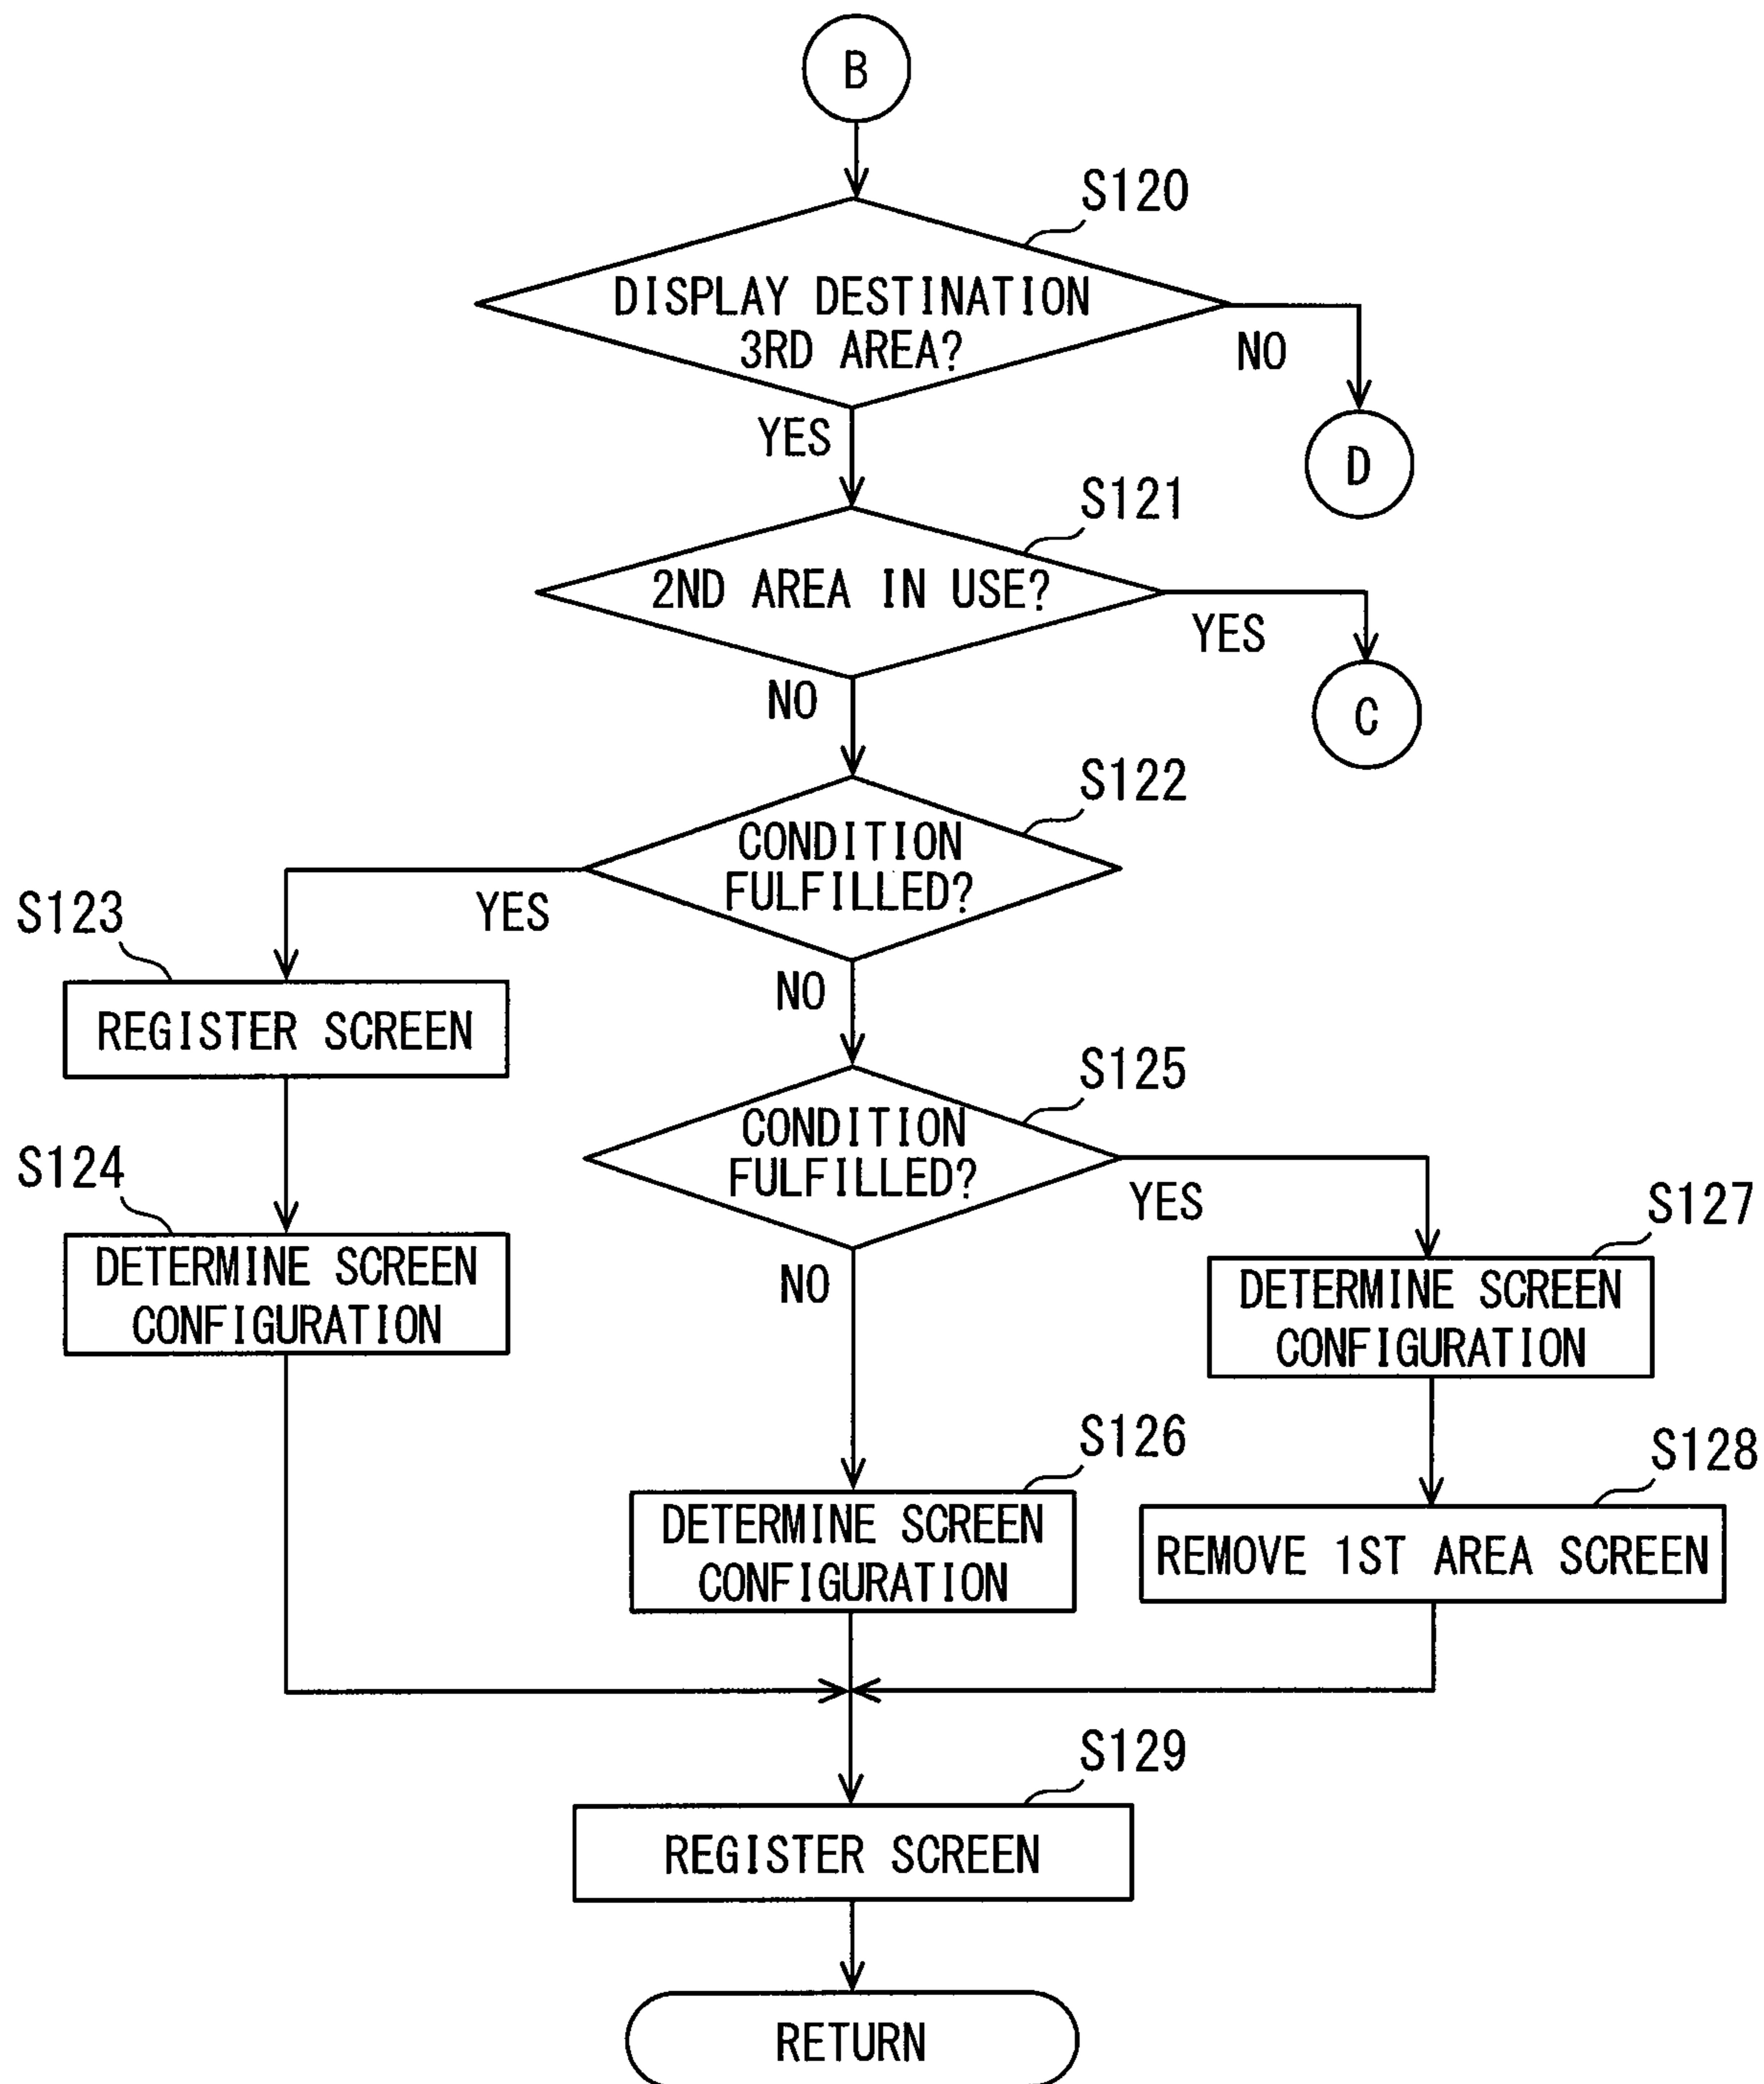 B
S120
DISPLAY DESTINATION
3RD AREA?
NO
YES
D
S121
2ND AREA IN USE?
YES
NO
C
S122
CONDITION
FULFILLED?
YES
S123
NO
REGISTER SCREEN
S125
CONDITION
FULFILLED?
S124
YES
S127
DETERMINE SCREEN
CONFIGURATION
NO
DETERMINE SCREEN
CONFIGURATION
S126
S128
DETERMINE SCREEN
CONFIGURATION
REMOVE 1ST AREA SCREEN
S129
REGISTER SCREEN
RETURN